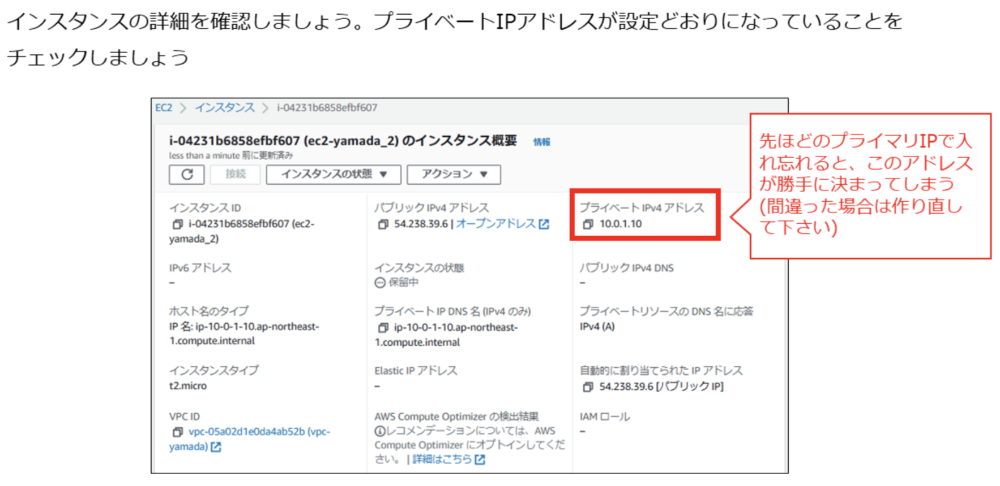 インスタンスの詳細を確認しましょう。プライベートIPアドレスが設定どおりになっていることを
チェックしましょう
EC2 > インスタンス > i-04231b6858efbf607
i-04231b6858efbf607 (ec2-yamada_2) のインスタンス概要 情報
less than a minute 前に更新済み
接続 インスタンスの状態 ▼ アクション ▼
インスタンス ID
i-04231b6858efbf607 (ec2-
yamada_2)
パブリック IPv4 アドレス
54.238.39.6 | オープンアドレス
プライベート IPv4 アドレス
10.0.1.10
先ほどのプライマリIPで入
れ忘れると、このアドレス
が勝手に決まってしまう
(間違った場合は作り直し
て下さい)
IPv6 アドレス
–
インスタンスの状態
保留中
パブリック IPv4 DNS
–
ホスト名のタイプ
IP 名: ip-10-0-1-10.ap-northeast-
1.compute.internal
プライベート IP DNS 名 (IPv4 のみ)
ip-10-0-1-10.ap-northeast-
1.compute.internal
プライベートリソースの DNS 名に応答
IPv4 (A)
インスタンスタイプ
t2.micro
Elastic IP アドレス
–
自動的に割り当てられた IP アドレス
54.238.39.6 [パブリック IP]
VPC ID
vpc-05a02d1e0da4ab52b (vpc-
yamada)
AWS Compute Optimizer の検出結果
レコメンデーションについては、AWS
Compute Optimizer にオプトインしてくだ
さい。 | 詳細はこちら
IAM ロール
–